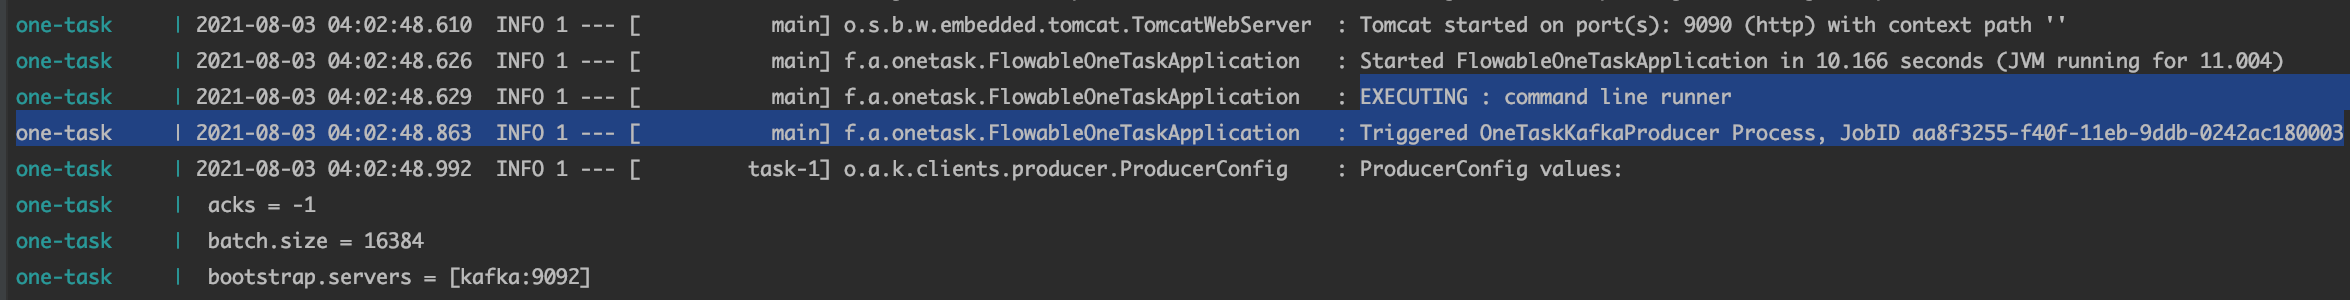 one-task | 2021-08-03 04:02:48.610 INFO 1 --- [ main] o.s.b.w.embedded.tomcat.TomcatWebServer : Tomcat started on port(s): 9090 (http) with context path ''
one-task | 2021-08-03 04:02:48.626 INFO 1 --- [ main] f.a.onetask.FlowableOneTaskApplication : Started FlowableOneTaskApplication in 10.166 seconds (JVM running for 11.004)
one-task | 2021-08-03 04:02:48.629 INFO 1 --- [ main] f.a.onetask.FlowableOneTaskApplication : EXECUTING : command line runner
one-task | 2021-08-03 04:02:48.863 INFO 1 --- [ main] f.a.onetask.FlowableOneTaskApplication : Triggered OneTaskKafkaProducer Process, JobID aa8f3255-f40f-11eb-9ddb-0242ac180003
one-task | 2021-08-03 04:02:48.992 INFO 1 --- [ task-1] o.a.k.clients.producer.ProducerConfig : ProducerConfig values:
one-task | acks = -1
one-task | batch.size = 16384
one-task | bootstrap.servers = [kafka:9092]